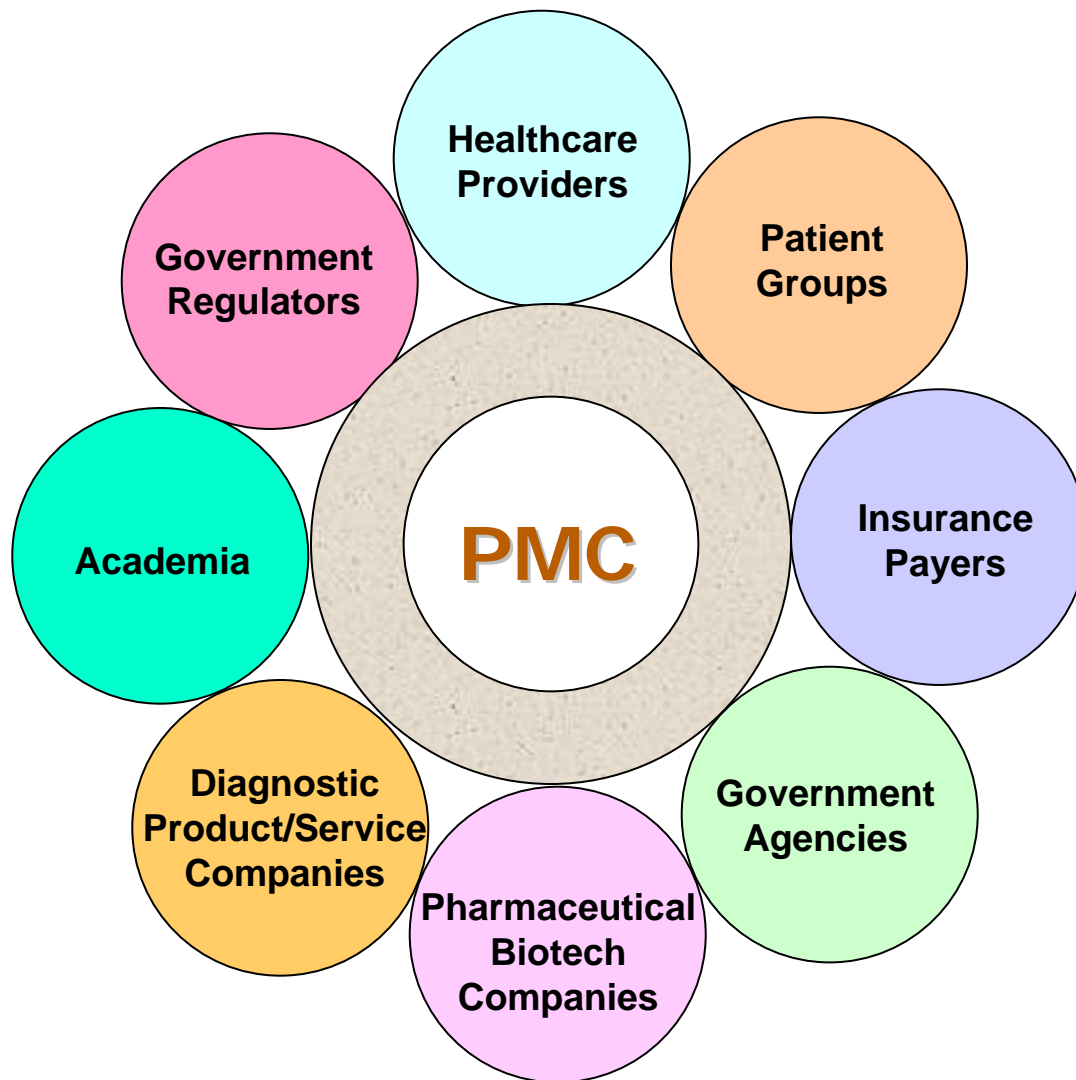 Healthcare
Providers
Patient
Groups
Insurance
Payers
Government
Agencies
Pharmaceutical
Biotech
Companies
Diagnostic
Product/Service
Companies
Academia
Government
Regulators
PMC